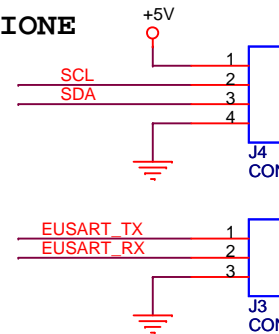 IONE
+5V
1
SCL
2
SDA
3
4
J4
CON
EUSART_TX
1
EUSART_RX
2
3
J3
CON